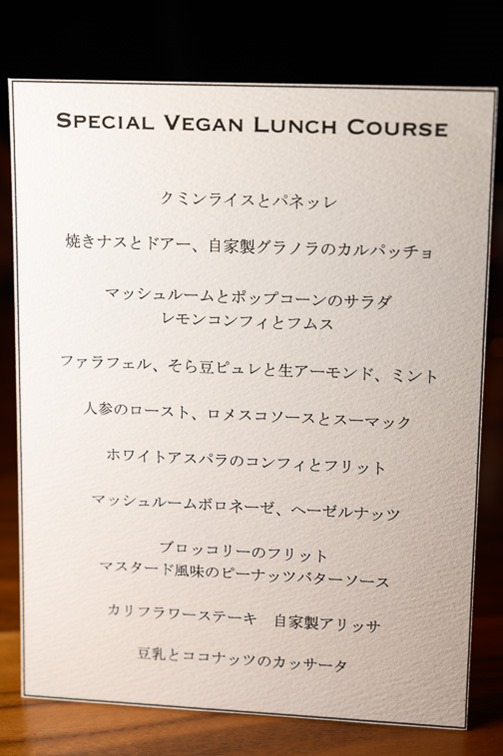 SPECIAL VEGAN LUNCH COURSE
クミンライスとパネッレ
焼きナスとドアー、自家製グラノラのカルパッチョ
マッシュルームとポップコーンのサラダ
レモンコンフィとフムス
ファラフェル、そら豆ピュレと生アーモンド、ミント
人参のロースト、ロメスコソースとスーマック
ホワイトアスパラのコンフィとフリット
マッシュルームボロネーゼ、ヘーゼルナッツ
ブロッコリーのフリット
マスタード風味のピーナッツバターソース
カリフラワーステーキ　自家製アリッサ
豆乳とココナッツのカッサータ